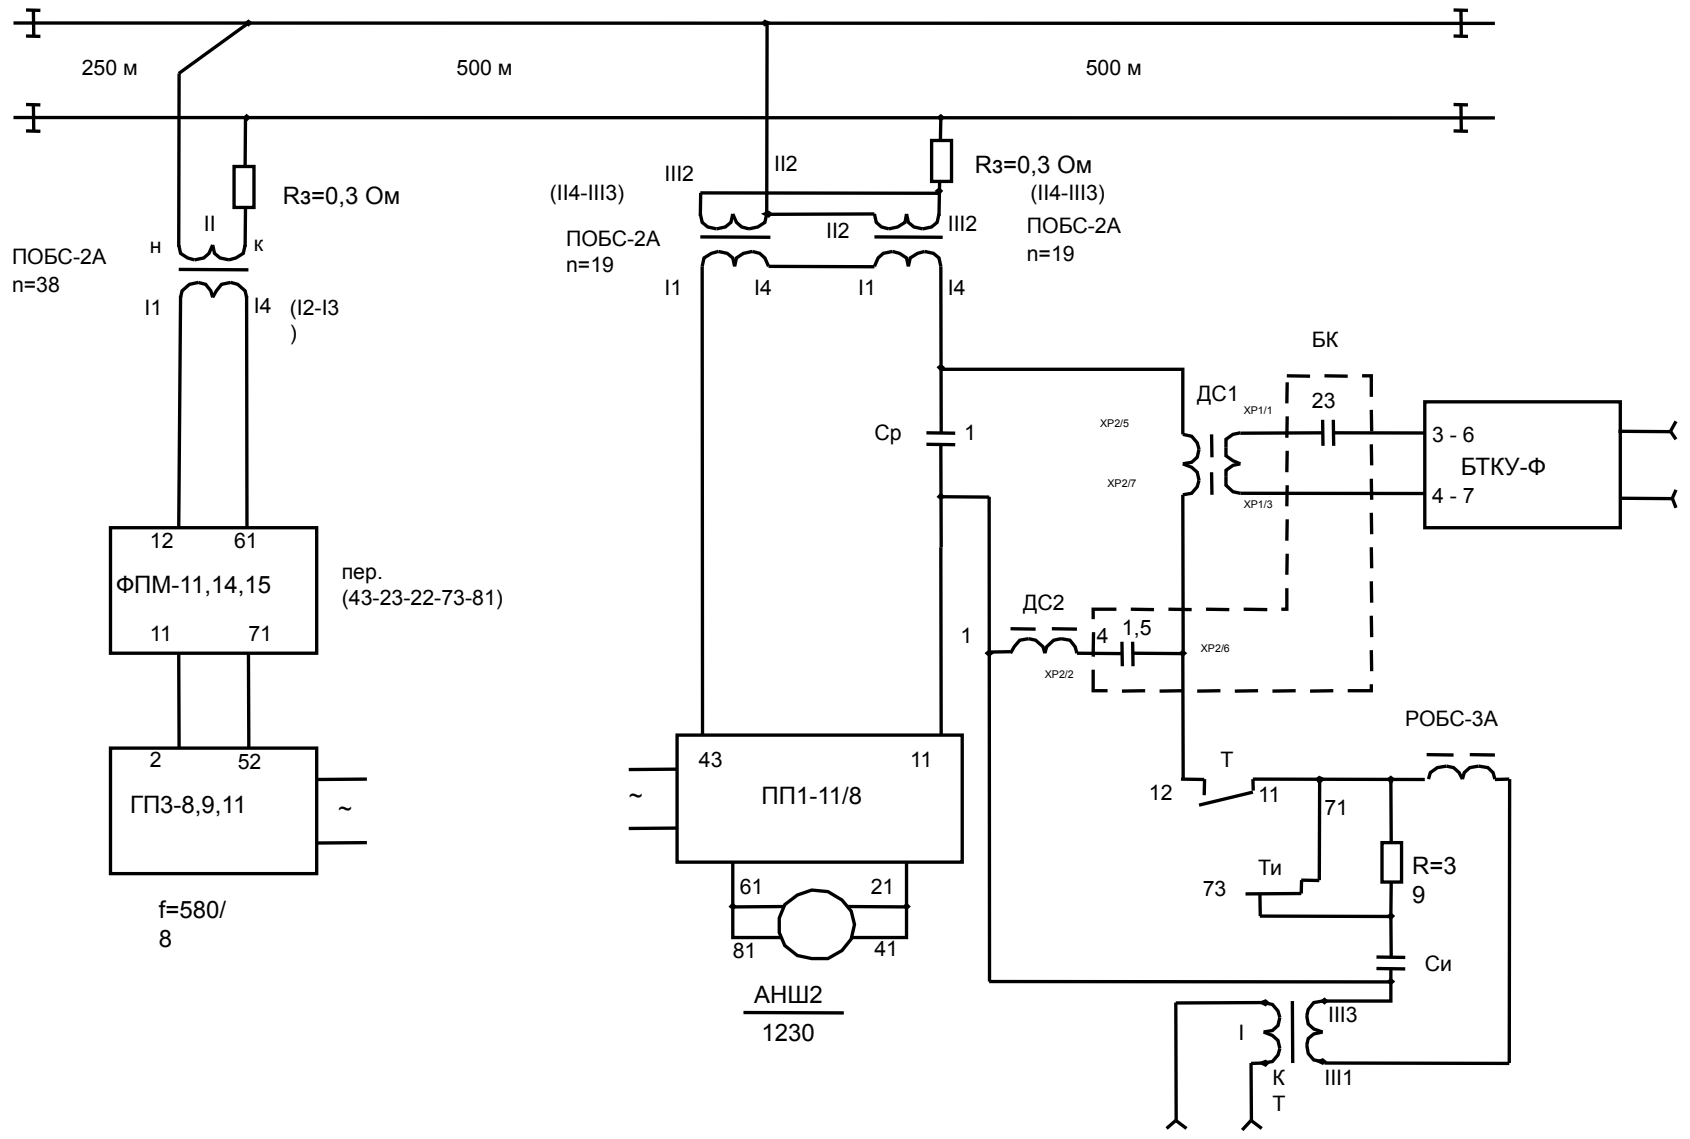 250 м
500 м
500 м
II2
III2
Rз=0,3 Ом
(II4-III3)
(II4-III3)
Rз=0,3 Ом
II
III2
II2
ПОБС-2А
n=19
ПОБС-2А
n=19
н
к
ПОБС-2А
n=38
I1
I4
(I2-I3
)
I1
I4
I1
I4
БК
ДС1
XP1/1
23
XP2/5
Ср
1
3 - 6
БТКУ-Ф
4 - 7
XP2/7
XP1/3
12
61
ФПМ-11,14,15
11
71
пер.
(43-23-22-73-81)
ДС2
1
4
1,5
XP2/6
XP2/2
РОБС-3А
2
52
ГП3-8,9,11
~
f=580/
8
43
11
ПП1-11/8
~
Т
12
11
71
Ти
73
R=3
9
61
21
81
41
Си
АНШ2
1230
I
III3
III1
К
Т